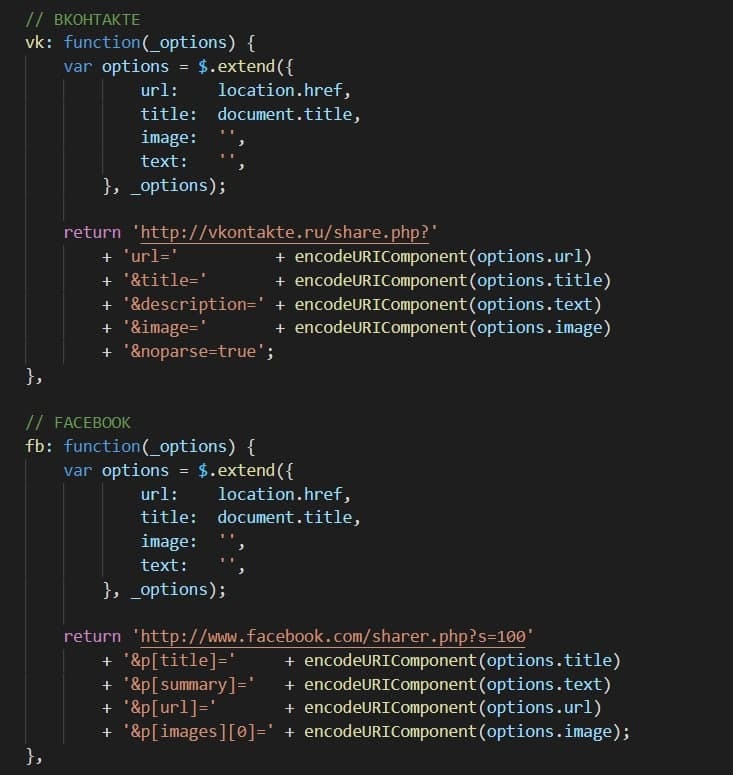 // ВКОНТАКТЕ
vk: function(_options) {
    var options = $.extend({
            url:    location.href,
            title:  document.title,
            image:  '',
            text:   '',
        }, _options);

    return 'http://vkontakte.ru/share.php?'
        + 'url='          + encodeURIComponent(options.url)
        + '&title='       + encodeURIComponent(options.title)
        + '&description=' + encodeURIComponent(options.text)
        + '&image='       + encodeURIComponent(options.image)
        + '&noparse=true';
},

// FACEBOOK
fb: function(_options) {
    var options = $.extend({
            url:    location.href,
            title:  document.title,
            image:  '',
            text:   '',
        }, _options);

    return 'http://www.facebook.com/sharer.php?s=100'
        + '&p[title]='     + encodeURIComponent(options.title)
        + '&p[summary]='   + encodeURIComponent(options.text)
        + '&p[url]='       + encodeURIComponent(options.url)
        + '&p[images][0]=' + encodeURIComponent(options.image);
},